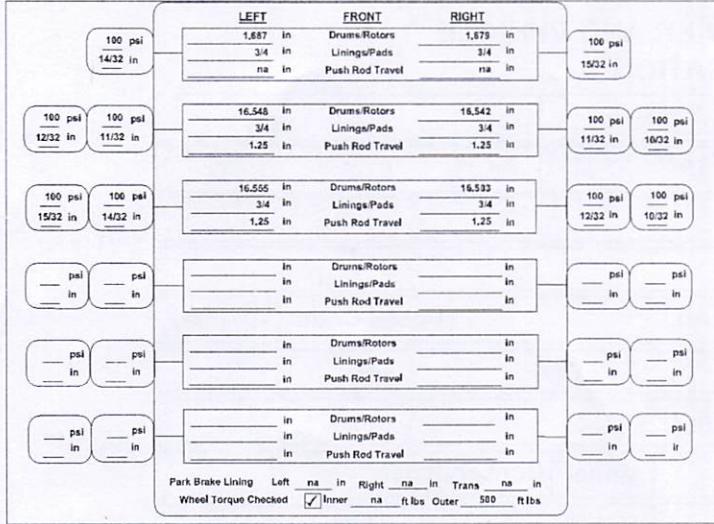 LEFT FRONT RIGHT
100 psi 1,687 in Drums/Rotors 1,679 in 100 psi
14/32 in 3/4 in Linings/Pads 3/4 in 15/32 in
na in Push Rod Travel na in
100 psi 100 psi 16,548 in Drums/Rotors 16,542 in 100 psi 100 psi
12/32 in 11/32 in 3/4 in Linings/Pads 3/4 in 11/32 in 10/32 in
1.25 in Push Rod Travel 1.25 in
100 psi 100 psi 16.555 in Drums/Rotors 16.533 in 100 psi 100 psi
15/32 in 14/32 in 3/4 in Linings/Pads 3/4 in 12/32 in 10/32 in
1,25 in Push Rod Travel 1,25 in
psi psi in Drums/Rotors in psi psi
in in in Linings/Pads in in in
in Push Rod Travel in
psi psi in Drums/Rotors in psi psi
in in in Linings/Pads in in in
in Push Rod Travel in
psi psi in Drums/Rotors in psi psi
in in in Linings/Pads in in ir
in Push Rod Travel in
Park Brake Lining Left na in Right na in Trans na in
Wheel Torque Checked ✓ Inner na ft lbs Outer 500 ft lbs